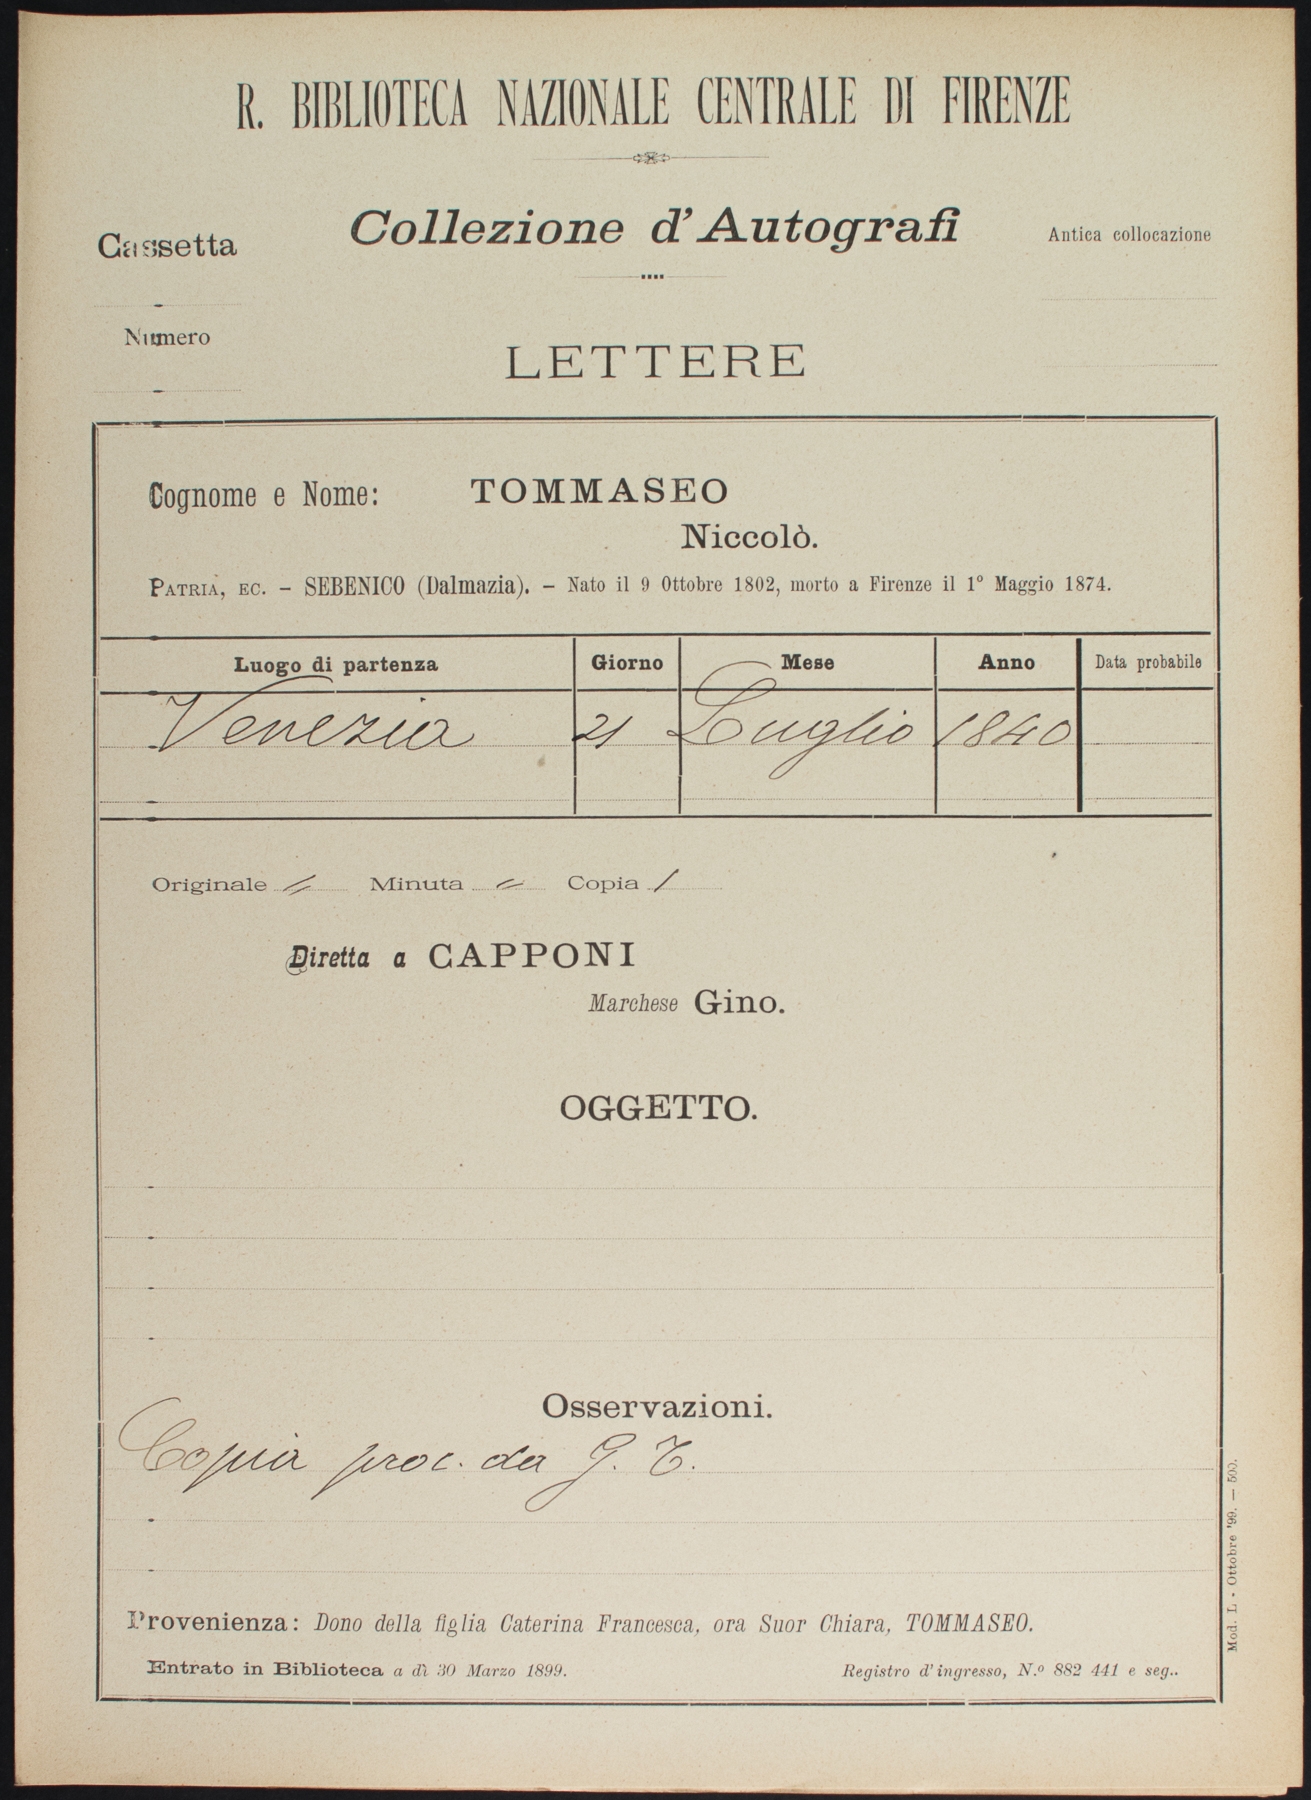 R. BIBLIOTECA NAZIONALE CENTRALE DI FIRENZE
Collezione d'Autografi
Cassetta
Antica collocazione
Numero
LETTERE
Cognome e Nome: TOMMASEO
Niccolò.
PATRIA, EC. – SEBENICO (Dalmazia). – Nato il 9 Ottobre 1802, morto a Firenze il 1° Maggio 1874.
Luogo di partenza Giorno Mese Anno Data probabile
Venezia 21 Luglio 1840
Originale // Minuta // Copia /
Diretta a CAPPONI
Marchese Gino.
OGGETTO.
Osservazioni.
Copia proc. da G. T.
Provenienza: Dono della figlia Caterina Francesca, ora Suor Chiara, TOMMASEO.
Entrato in Biblioteca a dì 30 Marzo 1899. Registro d'ingresso, N.º 882 441 e seg..
Mod. L - Ottobre '99. — 500.